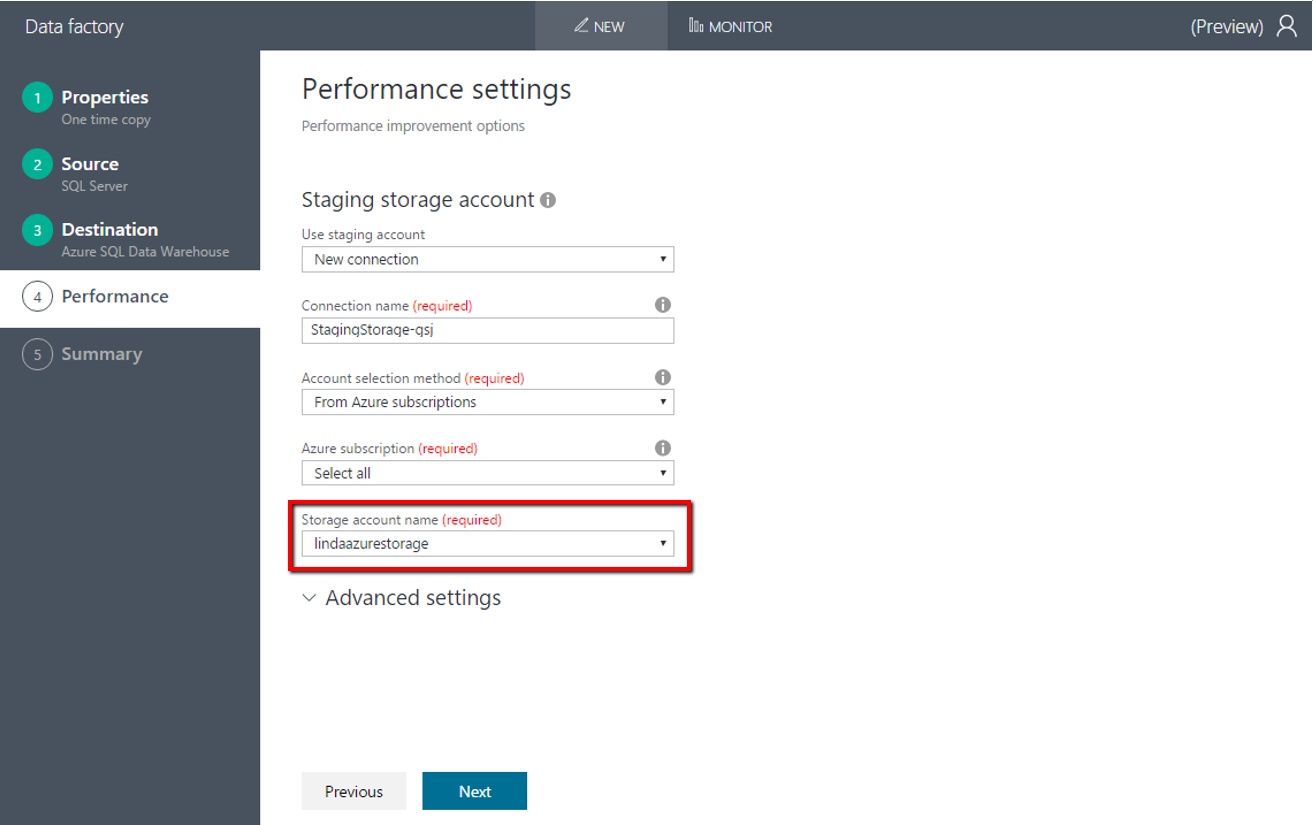 Data factory
NEW
MONITOR
(Preview)
1 Properties
One time copy
2 Source
SQL Server
3 Destination
Azure SQL Data Warehouse
4 Performance
5 Summary
Performance settings
Performance improvement options
Staging storage account
Use staging account
New connection
Connection name (required)
StagingStorage-qsj
Account selection method (required)
From Azure subscriptions
Azure subscription (required)
Select all
Storage account name (required)
lindaazurestorage
Advanced settings
Previous
Next